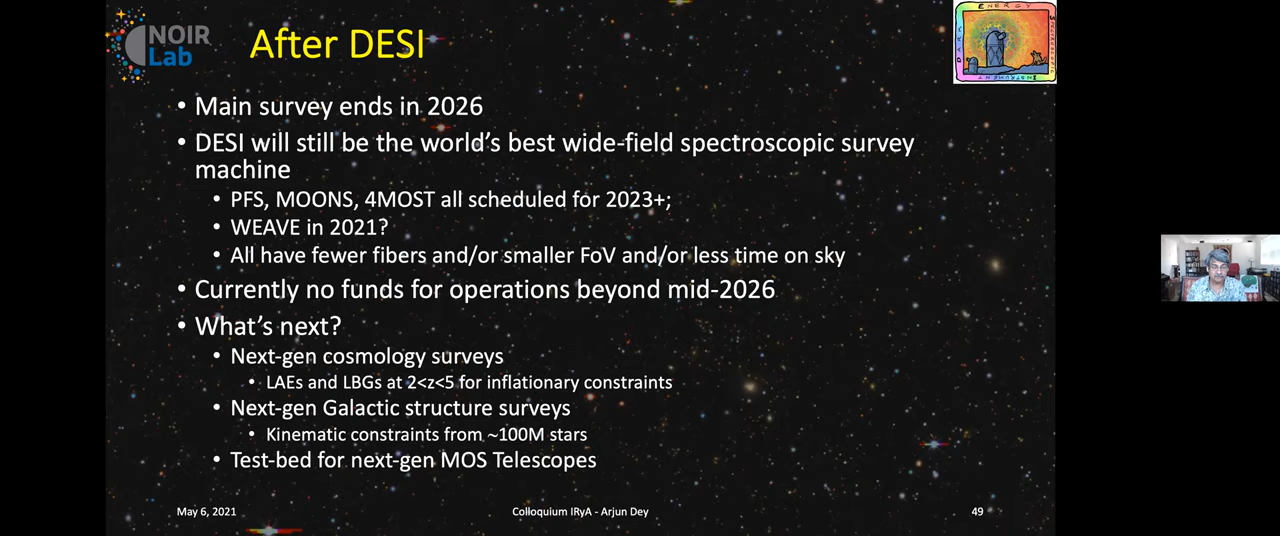 NOIR
Lab
After DESI
DARK
ENERGY
SPECTROSCOPIC
INSTRUMENT
• Main survey ends in 2026
• DESI will still be the world's best wide-field spectroscopic survey
machine
• PFS, MOONS, 4MOST all scheduled for 2023+;
• WEAVE in 2021?
• All have fewer fibers and/or smaller FoV and/or less time on sky
• Currently no funds for operations beyond mid-2026
• What's next?
• Next-gen cosmology surveys
• LAEs and LBGs at 2<z<5 for inflationary constraints
• Next-gen Galactic structure surveys
• Kinematic constraints from ~100M stars
• Test-bed for next-gen MOS Telescopes
May 6, 2021
Colloquium IRyA - Arjun Dey
49